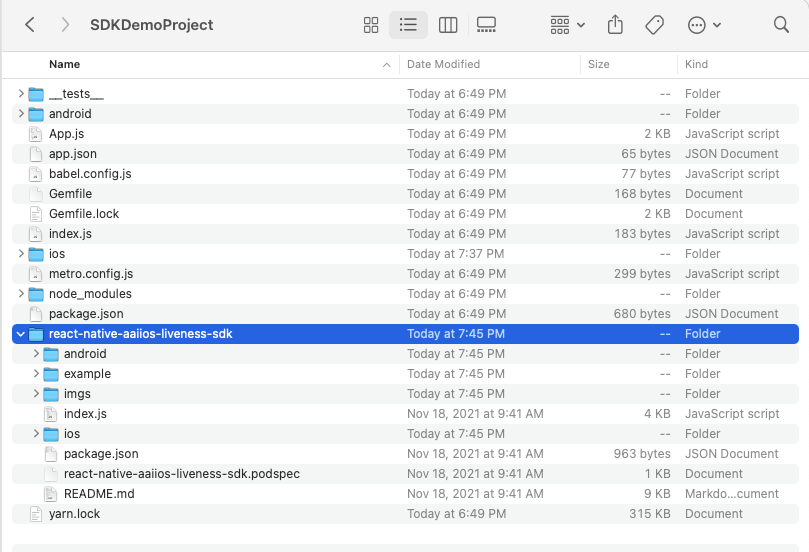 SDKDemoProject
Name Date Modified Size Kind
__tests__ Today at 6:49 PM -- Folder
android Today at 6:49 PM -- Folder
App.js Today at 6:49 PM 2 KB JavaScript script
app.json Today at 6:49 PM 65 bytes JSON Document
babel.config.js Today at 6:49 PM 77 bytes JavaScript script
Gemfile Today at 6:49 PM 168 bytes Document
Gemfile.lock Today at 6:49 PM 2 KB Document
index.js Today at 6:49 PM 183 bytes JavaScript script
ios Today at 7:37 PM -- Folder
metro.config.js Today at 6:49 PM 299 bytes JavaScript script
node_modules Today at 6:49 PM -- Folder
package.json Today at 6:49 PM 680 bytes JSON Document
react-native-aaiios-liveness-sdk Today at 7:45 PM -- Folder
android Today at 7:45 PM -- Folder
example Today at 7:45 PM -- Folder
imgs Today at 7:45 PM -- Folder
index.js Nov 18, 2021 at 9:41 AM 4 KB JavaScript script
ios Today at 7:45 PM -- Folder
package.json Nov 18, 2021 at 9:41 AM 963 bytes JSON Document
react-native-aaiios-liveness-sdk.podspec Nov 18, 2021 at 9:41 AM 1 KB Document
README.md Nov 18, 2021 at 9:41 AM 9 KB Markdo...cument
yarn.lock Today at 6:49 PM 315 KB Document